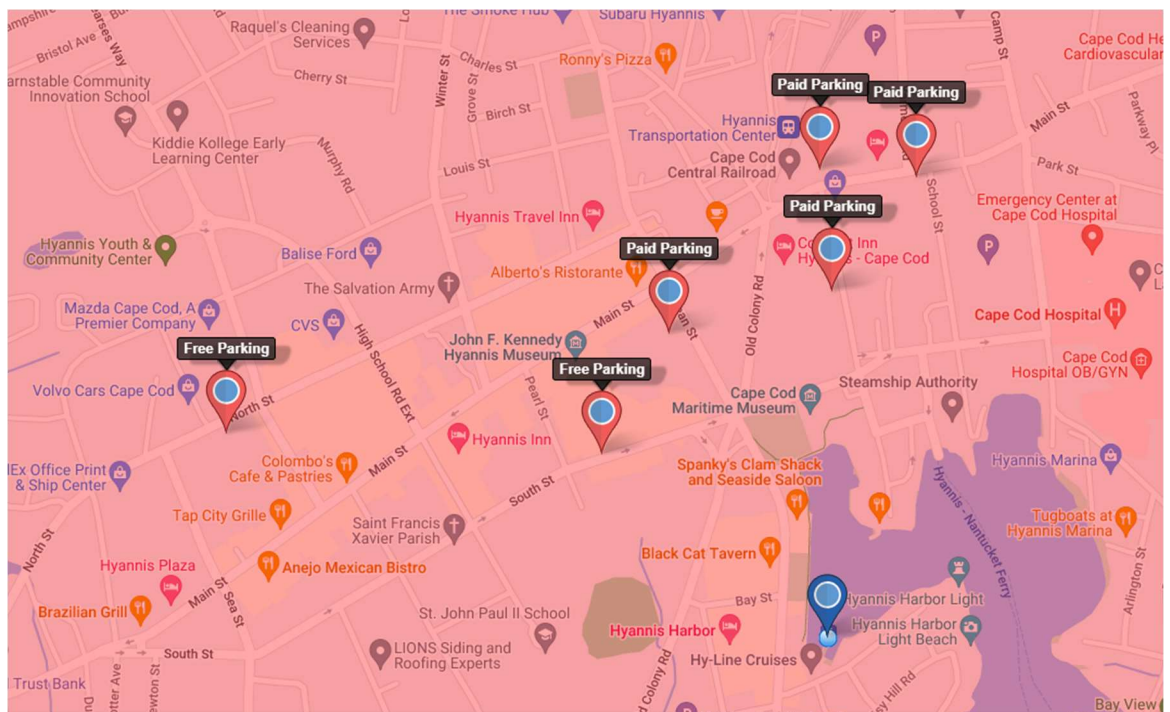 The Smoke Hub
Subaru Hyannis
Raquel's Cleaning
Services
Bristol Ave
Winter St
Grove St
Charles St
Ronny's Pizza
Camp St
Cape Cod
Cardiovascular
Cherry St
Birch St
Community
Innovation School
Kiddie Kollege Early
Learning Center
Murphy Rd
Louis St
Paid Parking
Paid Parking
Hyannis
Transportation Center
Cape Cod
Central Railroad
Main St
Parkway Pl
Park St
School St
Emergency Center at
Cape Cod Hospital
Hyannis Travel Inn
Paid Parking
Hyannis Youth &
Community Center
Balise Ford
Paid Parking
Inn
- Cape Cod
Alberto's Ristorante
The Salvation Army
Old Colony Rd
Mazda Cape Cod, A
Premier Company
CVS
Main St
Cape Cod Hospital
John F. Kennedy
Hyannis Museum
High School Rd Ext
Free Parking
Free Parking
Cape Cod
Hospital OB/GYN
Volvo Cars Cape Cod
North St
Pearl St
Cape Cod
Maritime Museum
Steamship Authority
Hyannis Inn
Colombo's
Cafe & Pastries
Main St
Office Print
& Ship Center
South St
Spanky's Clam Shack
and Seaside Saloon
Hyannis Marina
Hyannis - Nantucket Ferry
Tap City Grille
Saint Francis
Xavier Parish
Tugboats at
Hyannis Marina
North St
Black Cat Tavern
Hyannis Plaza
Anejo Mexican Bistro
Main St
Sea St
Brazilian Grill
Bay St
Hyannis Harbor Light
Arlington St
St. John Paul II School
Hyannis Harbor
Hyannis Harbor
Light Beach
South St
LIONS Siding and
Roofing Experts
Colony Rd
Hy-Line Cruises
Hill Rd
Trust Bank
Bay View